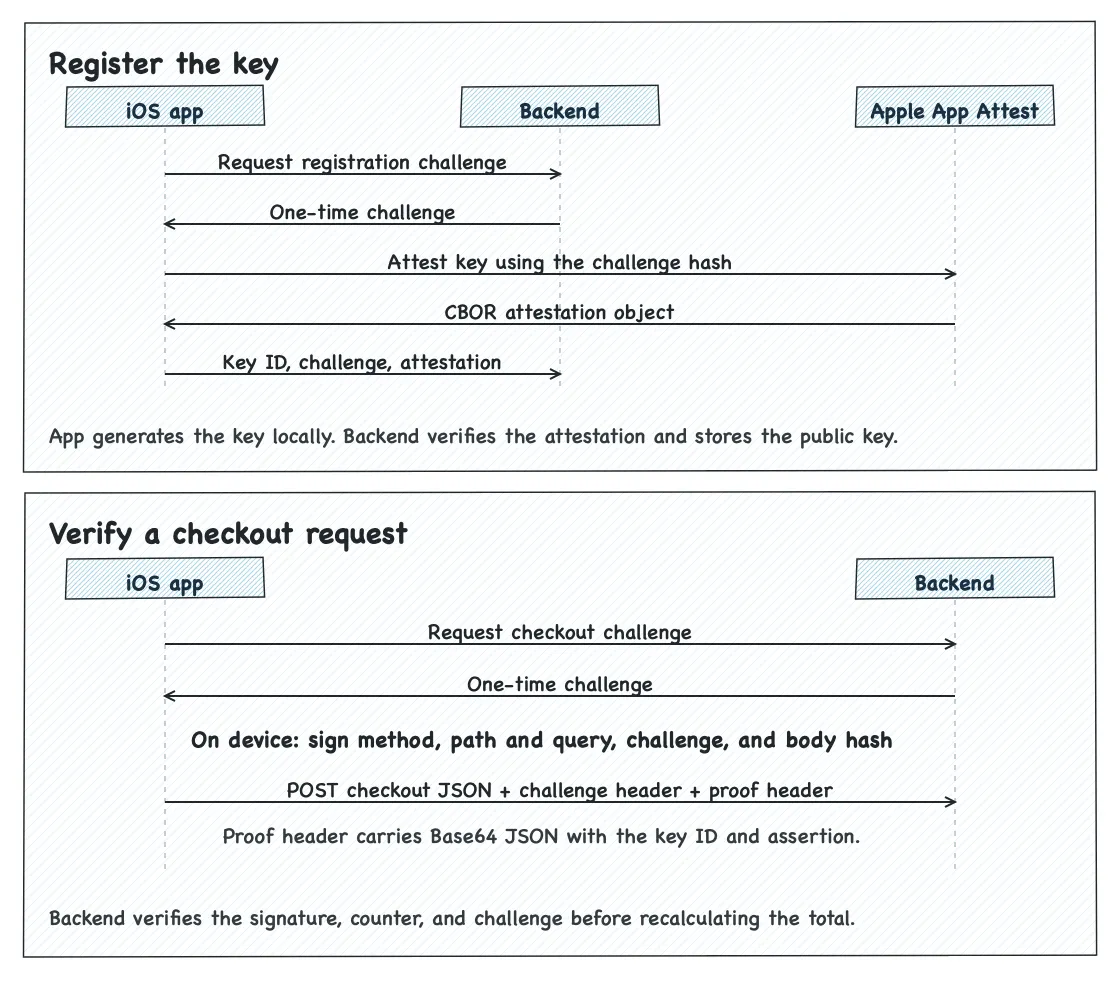 Register the key
iOS app
Backend
Apple App Attest
Request registration challenge
One-time challenge
Attest key using the challenge hash
CBOR attestation object
Key ID, challenge, attestation
App generates the key locally. Backend verifies the attestation and stores the public key.
Verify a checkout request
iOS app
Backend
Request checkout challenge
One-time challenge
On device: sign method, path and query, challenge, and body hash
POST checkout JSON + challenge header + proof header
Proof header carries Base64 JSON with the key ID and assertion.
Backend verifies the signature, counter, and challenge before recalculating the total.